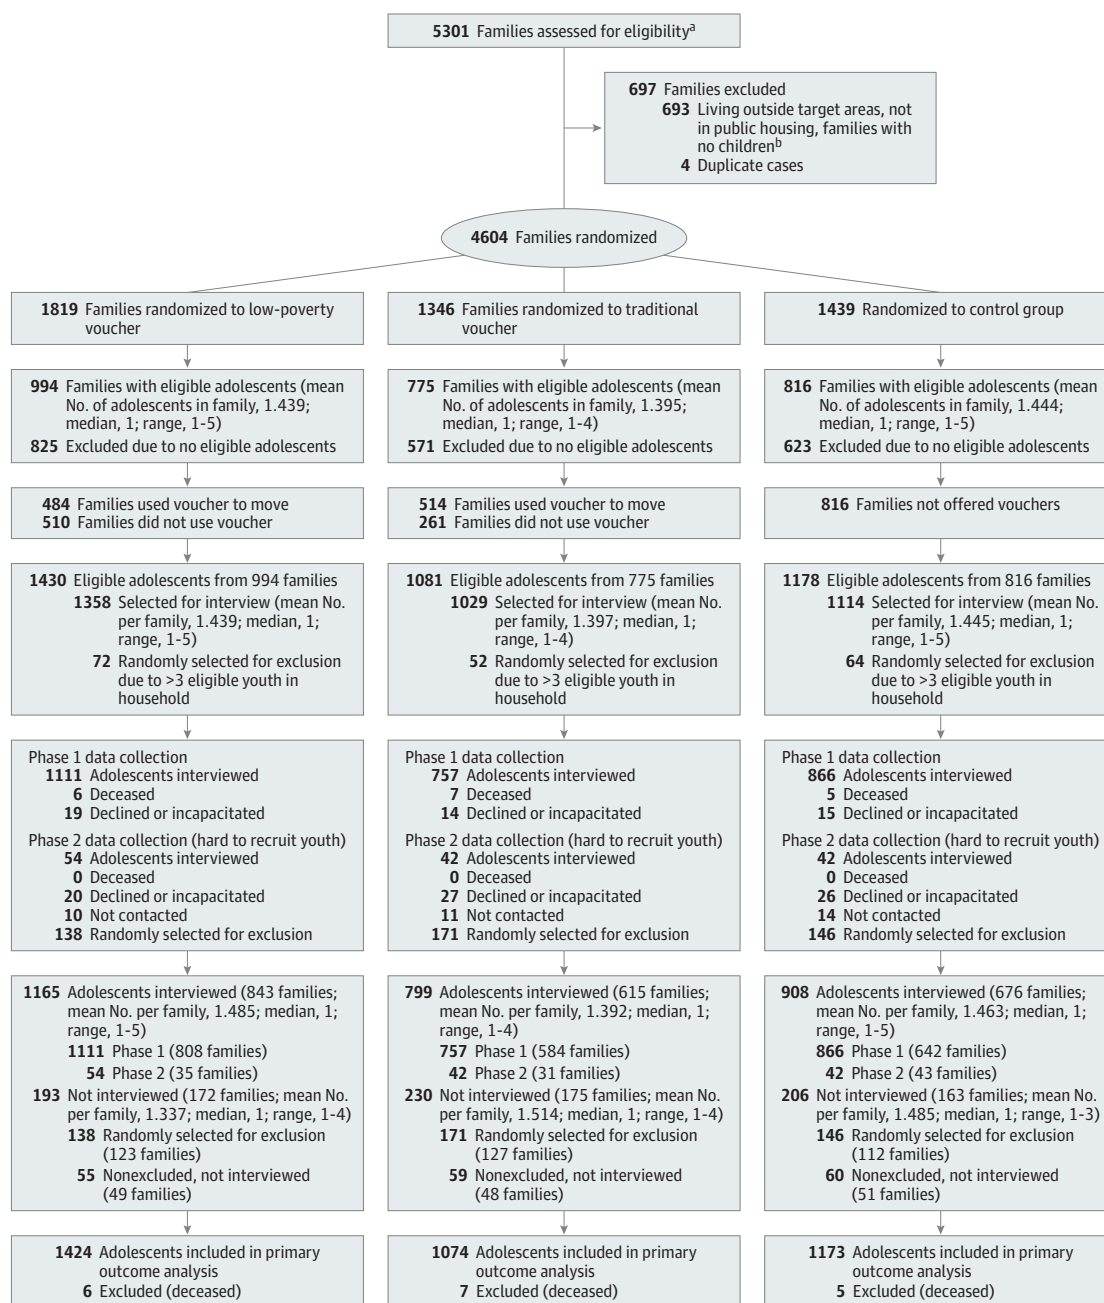 5301 Families assessed for eligibilityᵃ
697 Families excluded
693 Living outside target areas, not
in public housing, families with
no childrenᵇ
4 Duplicate cases
4604 Families randomized
1819 Families randomized to low-poverty
voucher
994 Families with eligible adolescents (mean
No. of adolescents in family, 1.439;
median, 1; range, 1-5)
825 Excluded due to no eligible adolescents
484 Families used voucher to move
510 Families did not use voucher
1430 Eligible adolescents from 994 families
1358 Selected for interview (mean No.
per family, 1.439; median, 1;
range, 1-5)
72 Randomly selected for exclusion
due to >3 eligible youth in
household
Phase 1 data collection
1111 Adolescents interviewed
6 Deceased
19 Declined or incapacitated
Phase 2 data collection (hard to recruit youth)
54 Adolescents interviewed
0 Deceased
20 Declined or incapacitated
10 Not contacted
138 Randomly selected for exclusion
1165 Adolescents interviewed (843 families;
mean No. per family, 1.485; median, 1;
range, 1-5)
1111 Phase 1 (808 families)
54 Phase 2 (35 families)
193 Not interviewed (172 families; mean No.
per family, 1.337; median, 1; range, 1-4)
138 Randomly selected for exclusion
(123 families)
55 Nonexcluded, not interviewed
(49 families)
1424 Adolescents included in primary
outcome analysis
6 Excluded (deceased)
1346 Families randomized to traditional
voucher
775 Families with eligible adolescents (mean
No. of adolescents in family, 1.395;
median, 1; range, 1-4)
571 Excluded due to no eligible adolescents
514 Families used voucher to move
261 Families did not use voucher
1081 Eligible adolescents from 775 families
1029 Selected for interview (mean No.
per family, 1.397; median, 1;
range, 1-4)
52 Randomly selected for exclusion
due to >3 eligible youth in
household
Phase 1 data collection
757 Adolescents interviewed
7 Deceased
14 Declined or incapacitated
Phase 2 data collection (hard to recruit youth)
42 Adolescents interviewed
0 Deceased
27 Declined or incapacitated
11 Not contacted
171 Randomly selected for exclusion
799 Adolescents interviewed (615 families;
mean No. per family, 1.392; median, 1;
range, 1-4)
757 Phase 1 (584 families)
42 Phase 2 (31 families)
230 Not interviewed (175 families; mean No.
per family, 1.514; median, 1; range, 1-4)
171 Randomly selected for exclusion
(127 families)
59 Nonexcluded, not interviewed
(48 families)
1074 Adolescents included in primary
outcome analysis
7 Excluded (deceased)
1439 Randomized to control group
816 Families with eligible adolescents (mean
No. of adolescents in family, 1.444;
median, 1; range, 1-5)
623 Excluded due to no eligible adolescents
816 Families not offered vouchers
1178 Eligible adolescents from 816 families
1114 Selected for interview (mean No.
per family, 1.445; median, 1;
range, 1-5)
64 Randomly selected for exclusion
due to >3 eligible youth in
household
Phase 1 data collection
866 Adolescents interviewed
5 Deceased
15 Declined or incapacitated
Phase 2 data collection (hard to recruit youth)
42 Adolescents interviewed
0 Deceased
26 Declined or incapacitated
14 Not contacted
146 Randomly selected for exclusion
908 Adolescents interviewed (676 families;
mean No. per family, 1.463; median, 1;
range, 1-5)
866 Phase 1 (642 families)
42 Phase 2 (43 families)
206 Not interviewed (163 families; mean No.
per family, 1.485; median, 1; range, 1-3)
146 Randomly selected for exclusion
(112 families)
60 Nonexcluded, not interviewed
(51 families)
1173 Adolescents included in primary
outcome analysis
5 Excluded (deceased)